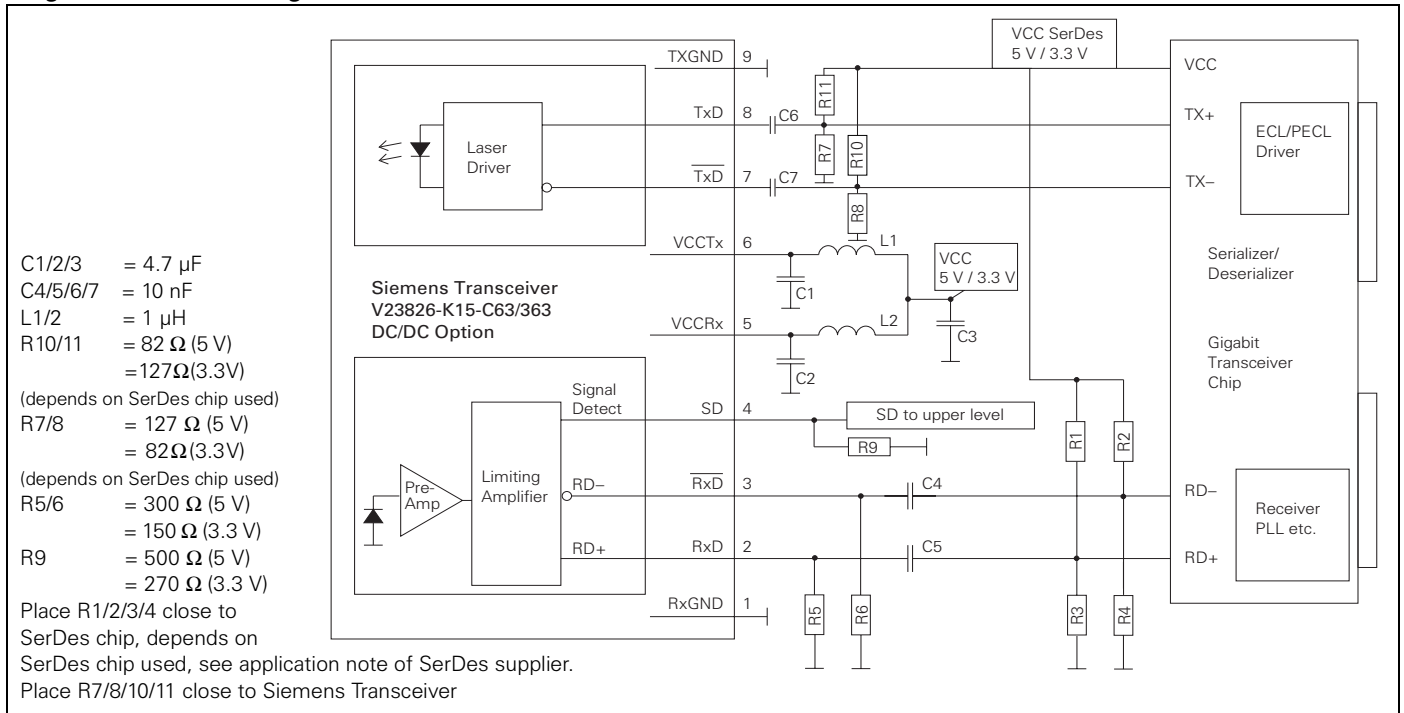 VCC SerDes
5 V / 3.3 V
TXGND 9
VCC
R11
TxD 8
C6
TX+
ECL/PECL
Driver
Laser
Driver
R7
R10
TxD 7
C7
TX–
R8
VCCTx 6
L1
C1
VCC
5 V / 3.3 V
Serializer/
Deserializer
Siemens Transceiver
V23826-K15-C63/363
DC/DC Option
VCCRx 5
L2
C3
C2
Gigabit
Transceiver
Chip
Signal
Detect
SD 4
SD to upper level
R9
R1
R2
Pre-
Amp
Limiting
Amplifier
RD–
RxD 3
C4
RD–
Receiver
PLL etc.
RD+
RxD 2
C5
RD+
RxGND 1
R5
R6
R3
R4
C1/2/3 = 4.7 µF
C4/5/6/7 = 10 nF
L1/2 = 1 µH
R10/11 = 82 Ω (5 V)
=127Ω(3.3V)
(depends on SerDes chip used)
R7/8 = 127 Ω (5 V)
= 82Ω(3.3V)
(depends on SerDes chip used)
R5/6 = 300 Ω (5 V)
= 150 Ω (3.3 V)
R9 = 500 Ω (5 V)
= 270 Ω (3.3 V)
Place R1/2/3/4 close to
SerDes chip, depends on
SerDes chip used, see application note of SerDes supplier.
Place R7/8/10/11 close to Siemens Transceiver